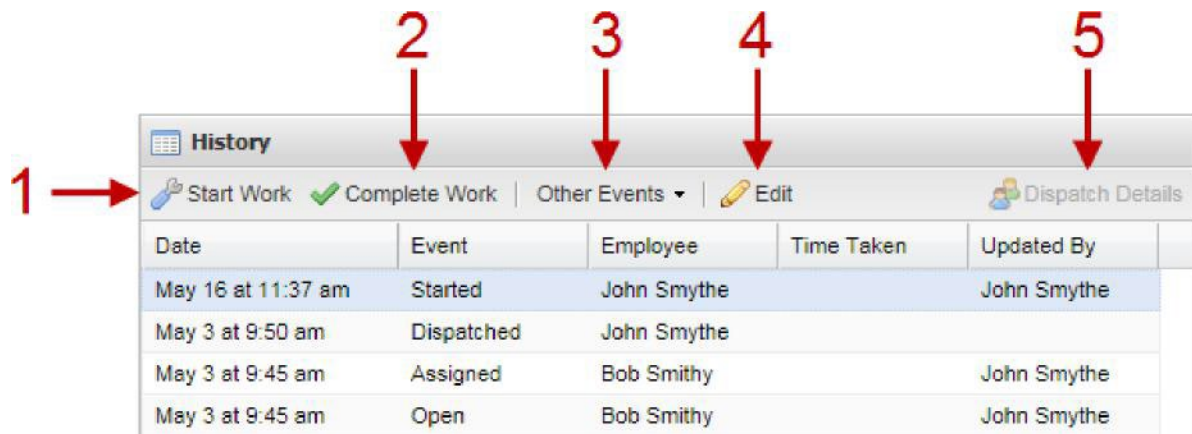 2 3 4 5
History
1 Start Work Complete Work Other Events Edit Dispatch Details
Date Event Employee Time Taken Updated By
May 16 at 11:37 am Started John Smythe John Smythe
May 3 at 9:50 am Dispatched John Smythe
May 3 at 9:45 am Assigned Bob Smithy John Smythe
May 3 at 9:45 am Open Bob Smithy John Smythe